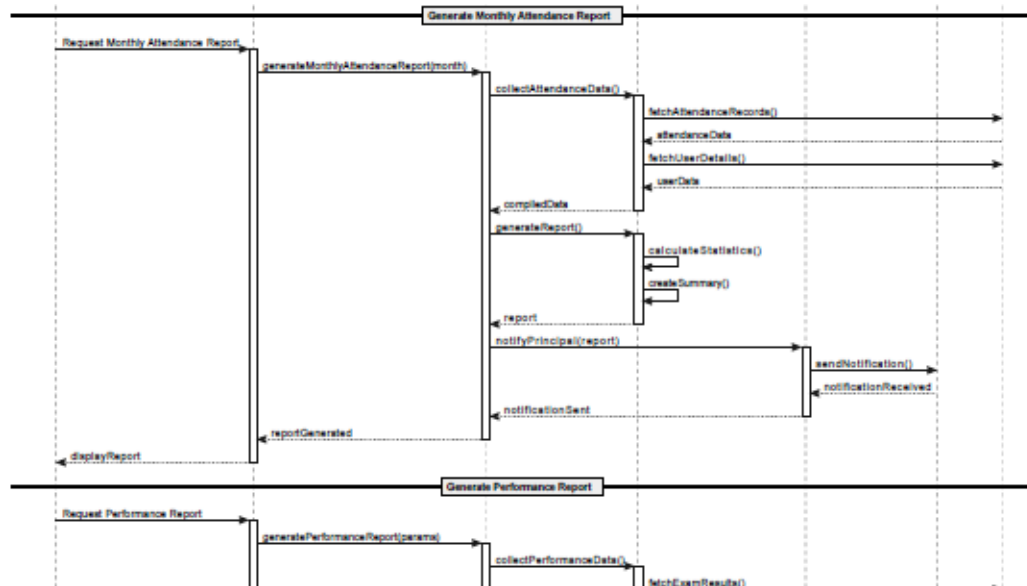 Generate Monthly Attendance Report
Request Monthly Attendance Report
generateMonthlyAttendanceReport(month)
collectAttendanceData()
fetchAttendanceRecords()
attendanceData
fetchUserDetails()
userData
compiledData
generateReport()
calculateStatistics()
createSummary()
report
notifyPrincipal(report)
sendNotification()
notificationReceived
notificationSent
reportGenerated
displayReport
Generate Performance Report
Request Performance Report
generatePerformanceReport(params)
collectPerformanceData()
fetchExamResults()